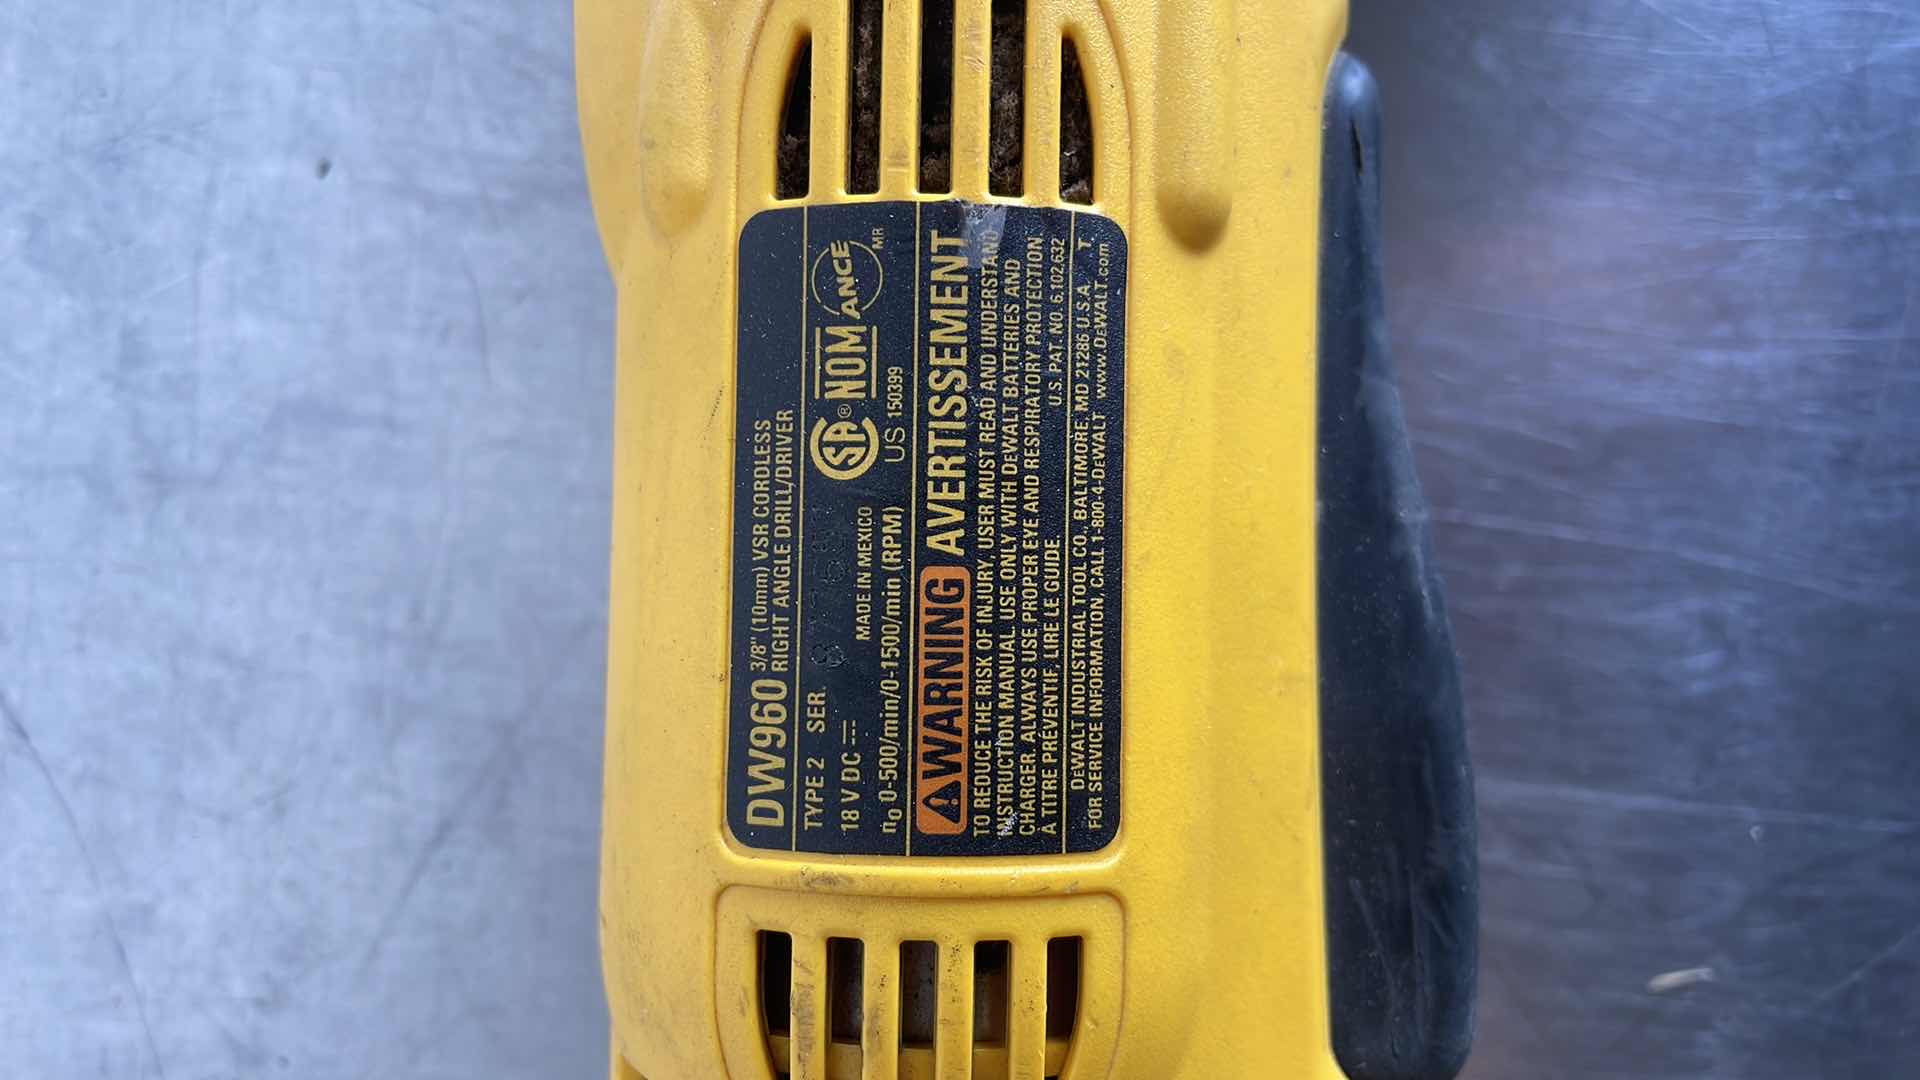 DW960 3/8" (10mm) VSR CORDLESS
RIGHT ANGLE DRILL/DRIVER
TYPE 2 SER.
18 V DC MADE IN MEXICO
n0 0-500/min/0-1500/min (RPM)
SA ® NOM ANCE MR
US 150399
WARNING AVERTISSEMENT
TO REDUCE THE RISK OF INJURY, USER MUST READ AND UNDERSTAND
INSTRUCTION MANUAL. USE ONLY WITH DEWALT BATTERIES AND
CHARGER. ALWAYS USE PROPER EYE AND RESPIRATORY PROTECTION
À TITRE PREVENTIF, LIRE LE GUIDE. U.S. PAT. NO. 6,102,632
DEWALT INDUSTRIAL TOOL CO., BALTIMORE, MD 21286 U.S.A. T
FOR SERVICE INFORMATION, CALL 1-800-4-DEWALT www.DEWALT.com